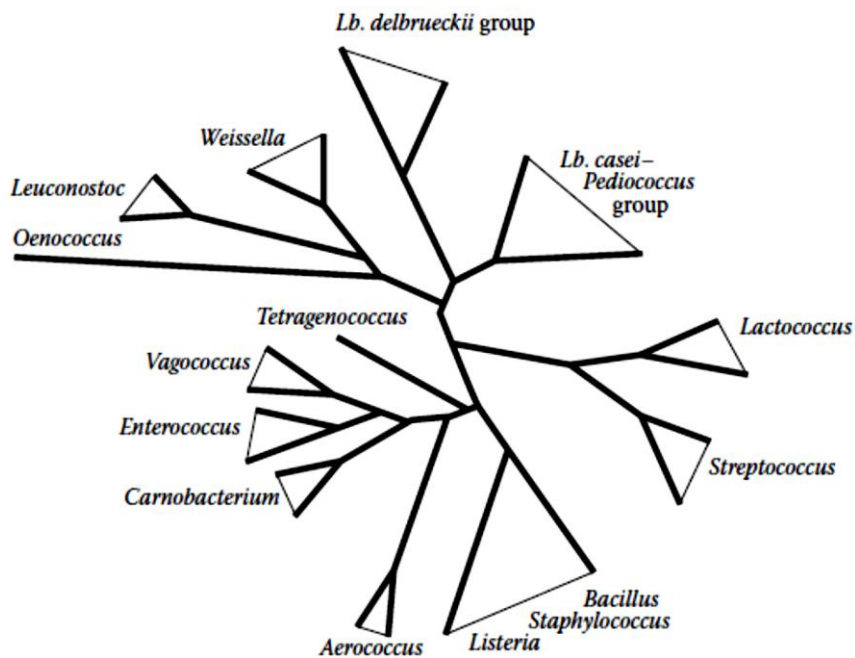 Lb. delbrueckii group
Weissella
Lb. casei–
Pediococcus
group
Leuconostoc
Oenococcus
Tetragenococcus
Lactococcus
Vagococcus
Enterococcus
Streptococcus
Carnobacterium
Bacillus
Staphylococcus
Listeria
Aerococcus